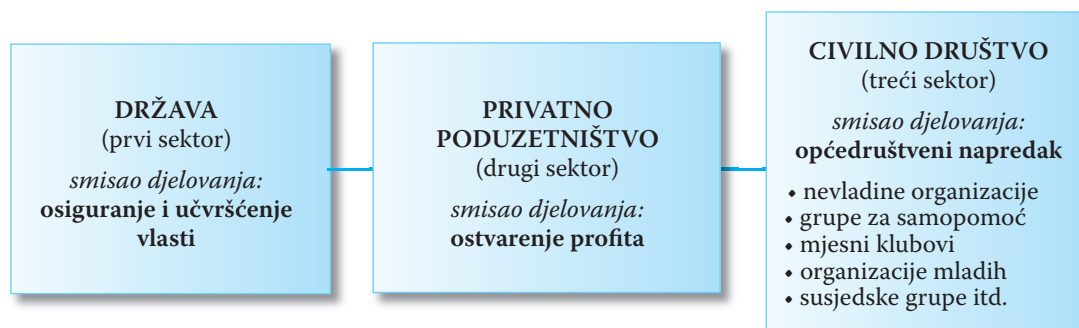 DRŽAVA
(prvi sektor)
smisao djelovanja:
osiguranje i učvršćenje
vlasti
PRIVATNO
PODUZETNIŠTVO
(drugi sektor)
smisao djelovanja:
ostvarenje profita
CIVILNO DRUŠTVO
(treći sektor)
smisao djelovanja:
općedruštveni napredak
• nevladine organizacije
• grupe za samopomoć
• mjesni klubovi
• organizacije mladih
• susjedske grupe itd.